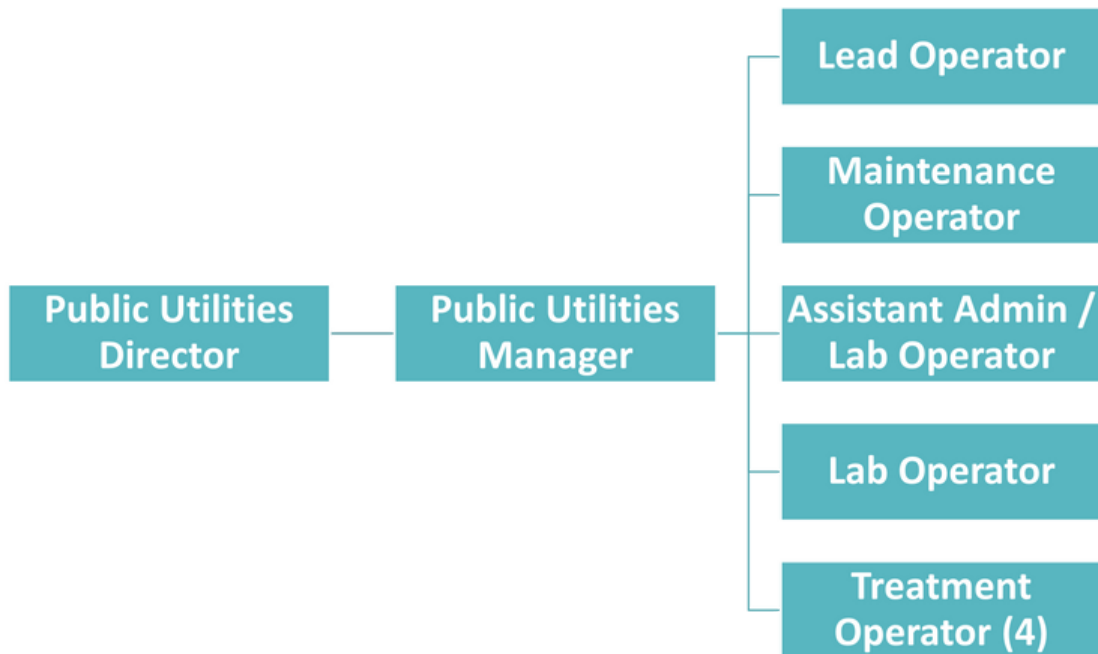 Public Utilities
Director
Public Utilities
Manager
Lead Operator
Maintenance
Operator
Assistant Admin /
Lab Operator
Lab Operator
Treatment
Operator (4)